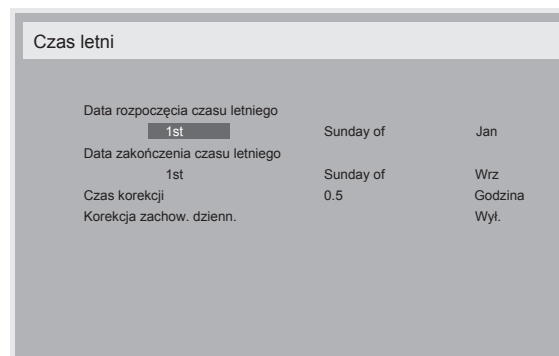 Czas letni
Data rozpoczęcia czasu letniego
1st Sunday of Jan
Data zakończenia czasu letniego
1st Sunday of Wrz
Czas korekcji 0.5 Godzina
Korekcja zachow. dzienn. Wył.